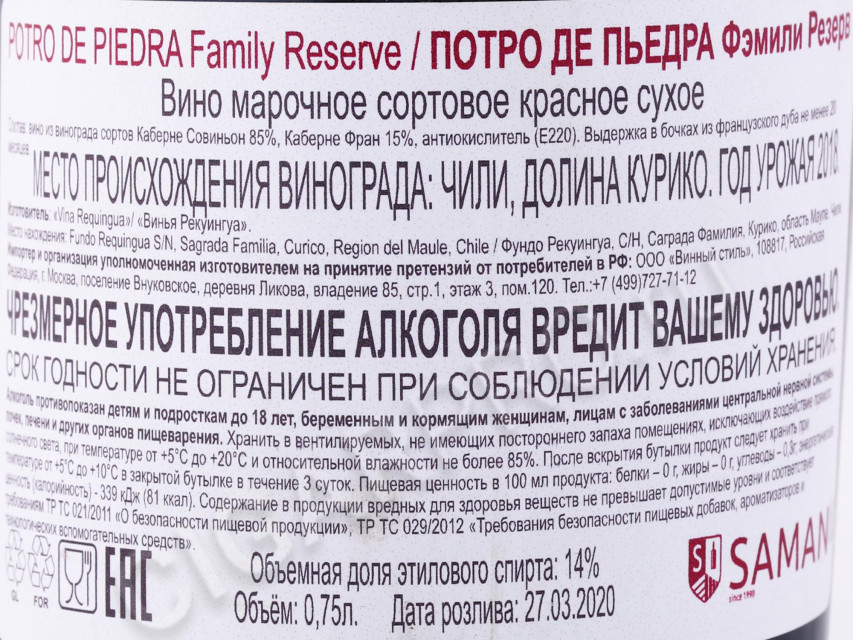 POTRO DE PIEDRA Family Reserve / ПОТРО ДЕ ПЬЕДРА Фэмили Резерв
Вино марочное сортовое красное сухое
Состав: вино из винограда сортов Каберне Совиньон 85%, Каберне Фран 15%, антиокислитель (Е220). Выдержка в бочках из французского дуба не менее 20
месяцев.
МЕСТО ПРОИСХОЖДЕНИЯ ВИНОГРАДА: ЧИЛИ, ДОЛИНА КУРИКО. ГОД УРОЖАЯ 2018.
Изготовитель: «Vina Requingua»/ «Винья Рекуингуа».
Место нахождения: Fundo Requingua S/N, Sagrada Familia, Curico, Region del Maule, Chile / Фундо Рекуингуа, С/Н, Саграда Фамилия, Курико, область Мауле, Чили.
Импортер и организация уполномоченная изготовителем на принятие претензий от потребителей в РФ: ООО «Винный стиль», 108817, Российская
Федерация, г. Москва, поселение Внуковское, деревня Ликова, владение 85, стр.1, этаж 3, пом.120. Тел.:+7 (499)727-71-12
ЧРЕЗМЕРНОЕ УПОТРЕБЛЕНИЕ АЛКОГОЛЯ ВРЕДИТ ВАШЕМУ ЗДОРОВЬЮ.
СРОК ГОДНОСТИ НЕ ОГРАНИЧЕН ПРИ СОБЛЮДЕНИИ УСЛОВИЙ ХРАНЕНИЯ.
Алкоголь противопоказан детям и подросткам до 18 лет, беременным и кормящим женщинам, лицам с заболеваниями центральной нервной системы,
почек, печени и других органов пищеварения. Хранить в вентилируемых, не имеющих постороннего запаха помещениях, исключающих воздействие прямого
солнечного света, при температуре от +5°С до +20°С и относительной влажности не более 85%. После вскрытия бутылки продукт следует хранить при
температуре от +5°С до +10°С в закрытой бутылке в течение 3 суток. Пищевая ценность в 100 мл продукта: белки – 0 г, жиры – 0 г, углеводы – 0,3г, энергетическая
ценность (калорийность) - 339 кДж (81 ккал). Содержание в продукции вредных для здоровья веществ не превышает допустимые уровни и соответствует
требованиям ТР ТС 021/2011 «О безопасности пищевой продукции», ТР ТС 029/2012 «Требования безопасности пищевых добавок, ароматизаторов и
технологических вспомогательных средств».
GL FOR
EAC
Объемная доля этилового спирта: 14%
Объём: 0,75л. Дата розлива: 27.03.2020
SI SAMAN
since 1998